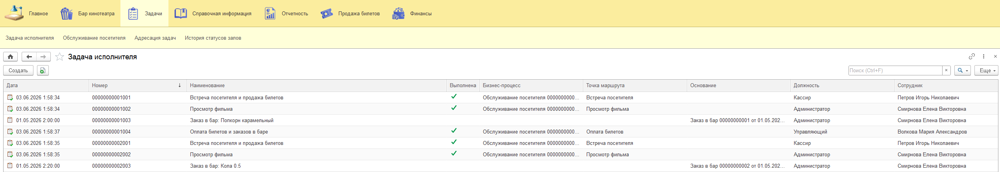 Главное Бар кинотеатра Задачи Справочная информация Отчетность Продажа билетов Финансы
Задача исполнителя Обслуживание посетителя Адресация задач История статусов залов
Задача исполнителя
Создать Поиск (Ctrl+F) × Еще
Дата Номер ↓ Наименование Выполнена Бизнес-процесс Точка маршрута Основание Должность Сотрудник
03.06.2026 1:58:34 00000000001001 Встреча посетителя и продажа билетов Обслуживание посетителя 0000000000... Встреча посетителя Кассир Петров Игорь Николаевич
03.06.2026 1:58:34 00000000001002 Просмотр фильма Обслуживание посетителя 0000000000... Просмотр фильма Администратор Смирнова Елена Викторовна
01.05.2026 2:00:00 00000000001003 Заказ в бар: Попкорн карамельный Заказ в бар 00000000001 от 01.05.202... Администратор Смирнова Елена Викторовна
03.06.2026 1:58:37 00000000001004 Оплата билетов и заказов в баре Обслуживание посетителя 0000000000... Оплата билетов Управляющий Волкова Мария Александров
03.06.2026 1:58:35 00000000002001 Встреча посетителя и продажа билетов Обслуживание посетителя 0000000000... Встреча посетителя Кассир Петров Игорь Николаевич
03.06.2026 1:58:35 00000000002002 Просмотр фильма Обслуживание посетителя 0000000000... Просмотр фильма Администратор Смирнова Елена Викторовна
01.05.2026 2:20:00 00000000002003 Заказ в бар: Кола 0.5 Заказ в бар 00000000002 от 01.05.202... Администратор Смирнова Елена Викторовна